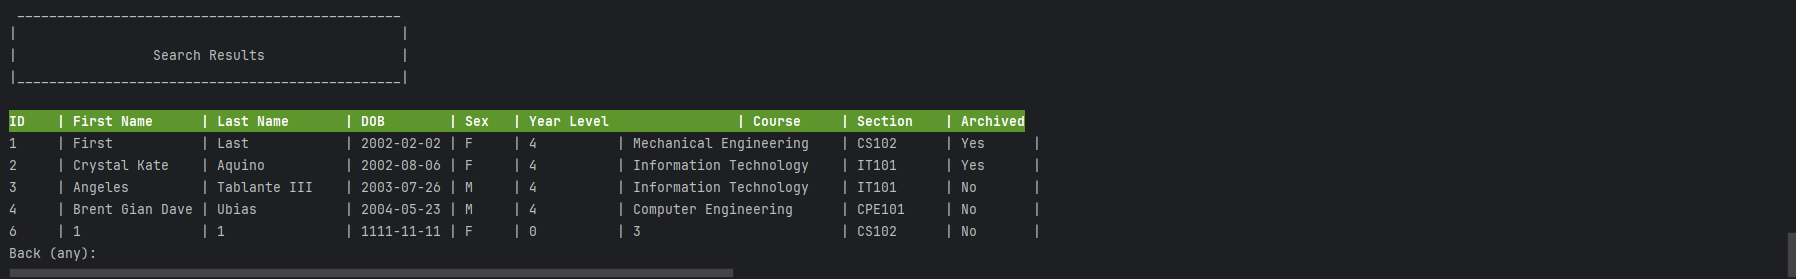 ________________________________________________
|                                                |
|                 Search Results                 |
|________________________________________________|
ID    | First Name      | Last Name       | DOB        | Sex   | Year Level                | Course     | Section    | Archived
1     | First           | Last            | 2002-02-02 | F     | 4          | Mechanical Engineering    | CS102      | Yes      |
2     | Crystal Kate    | Aquino          | 2002-08-06 | F     | 4          | Information Technology    | IT101      | Yes      |
3     | Angeles         | Tablante III    | 2003-07-26 | M     | 4          | Information Technology    | IT101      | No       |
4     | Brent Gian Dave | Ubias           | 2004-05-23 | M     | 4          | Computer Engineering      | CPE101     | No       |
6     | 1               | 1               | 1111-11-11 | F     | 0          | 3                         | CS102      | No       |
Back (any):